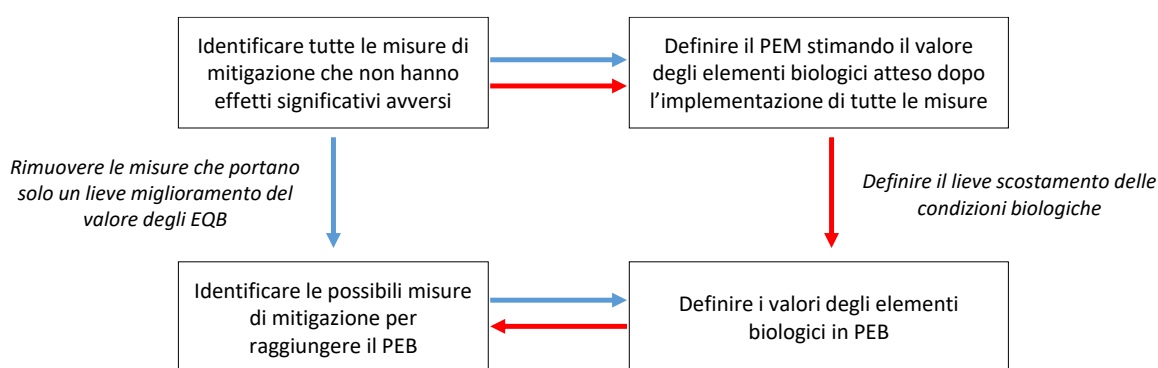 Identificare tutte le misure di
mitigazione che non hanno
effetti significativi avversi
Definire il PEM stimando il valore
degli elementi biologici atteso dopo
l'implementazione di tutte le misure
Rimuovere le misure che portano
solo un lieve miglioramento del
valore degli EQB
Definire il lieve scostamento delle
condizioni biologiche
Identificare le possibili misure
di mitigazione per
raggiungere il PEB
Definire i valori degli elementi
biologici in PEB